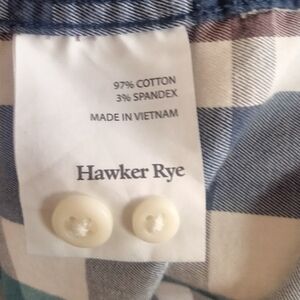 97% COTTON
3% SPANDEX
MADE IN VIETNAM
Hawker Rye